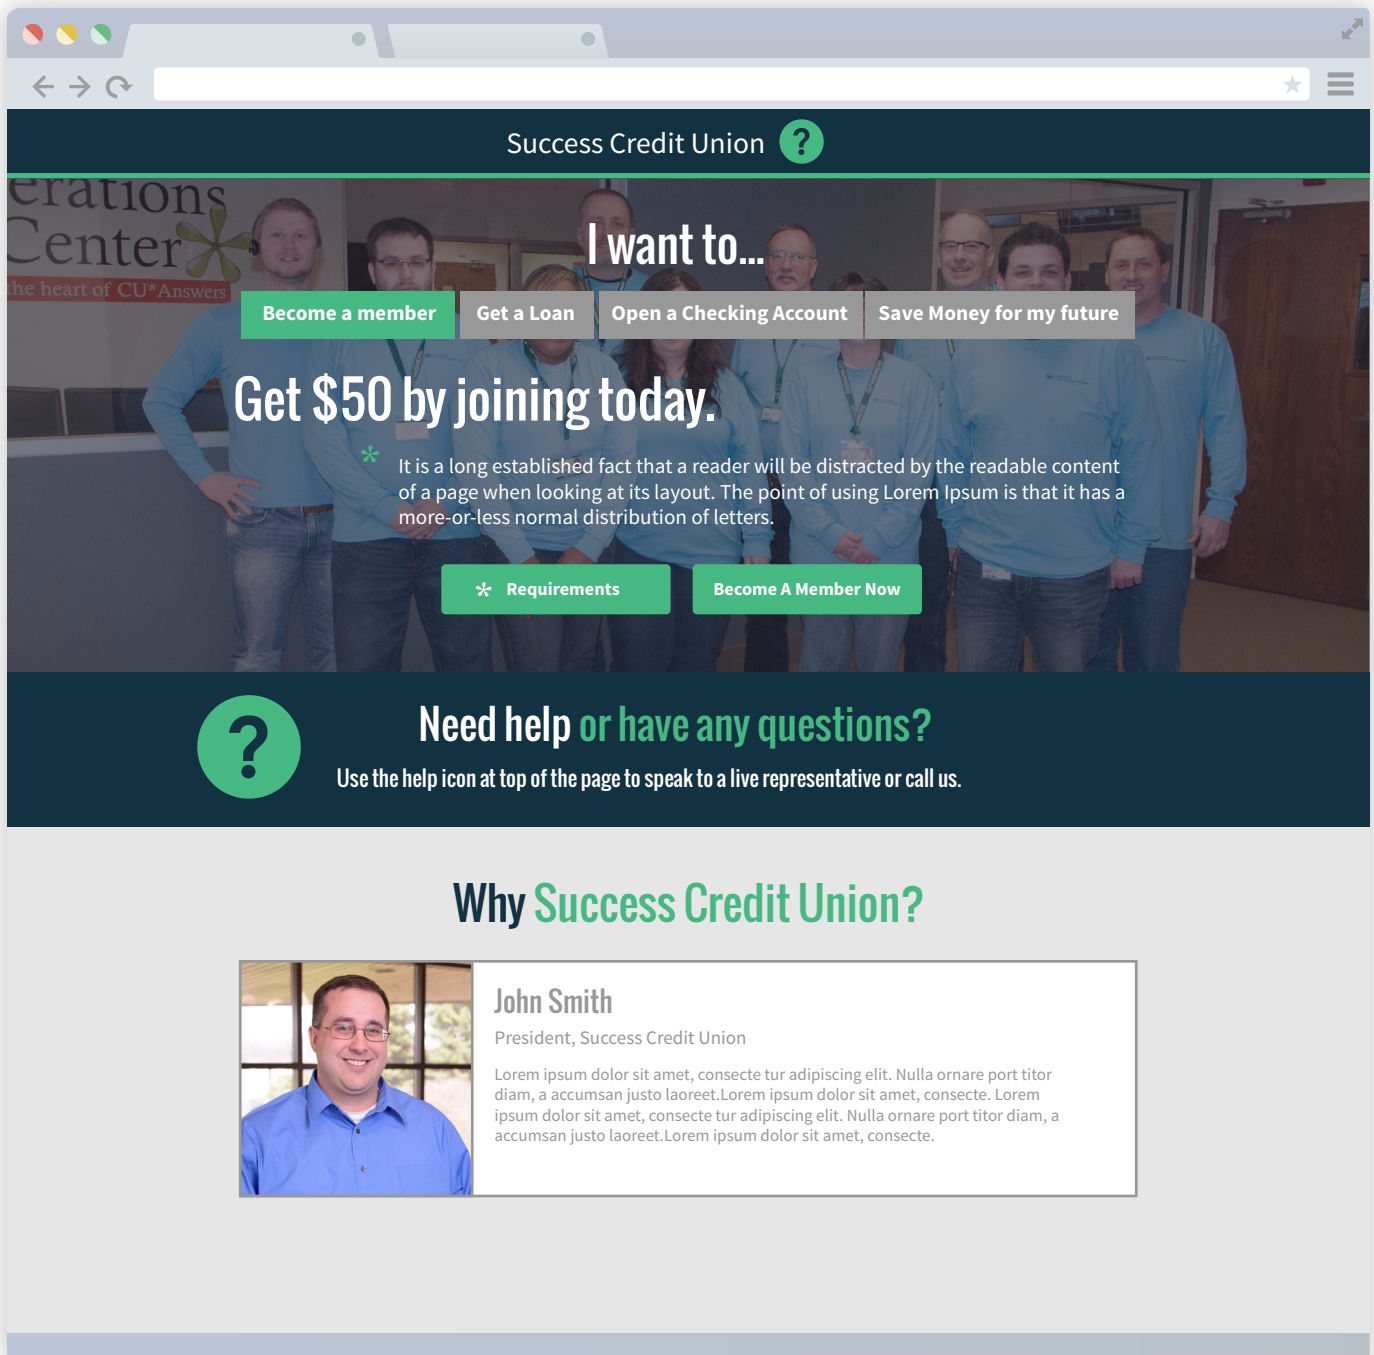 Success Credit Union ?
erations
Center
the heart of CU*Answers
I want to...
Become a member Get a Loan Open a Checking Account Save Money for my future
Get $50 by joining today.
* It is a long established fact that a reader will be distracted by the readable content
of a page when looking at its layout. The point of using Lorem Ipsum is that it has a
more-or-less normal distribution of letters.
* Requirements Become A Member Now
?
Need help or have any questions?
Use the help icon at top of the page to speak to a live representative or call us.
Why Success Credit Union?
John Smith
President, Success Credit Union
Lorem ipsum dolor sit amet, consecte tur adipiscing elit. Nulla ornare port titor
diam, a accumsan justo laoreet.Lorem ipsum dolor sit amet, consecte. Lorem
ipsum dolor sit amet, consecte tur adipiscing elit. Nulla ornare port titor diam, a
accumsan justo laoreet.Lorem ipsum dolor sit amet, consecte.